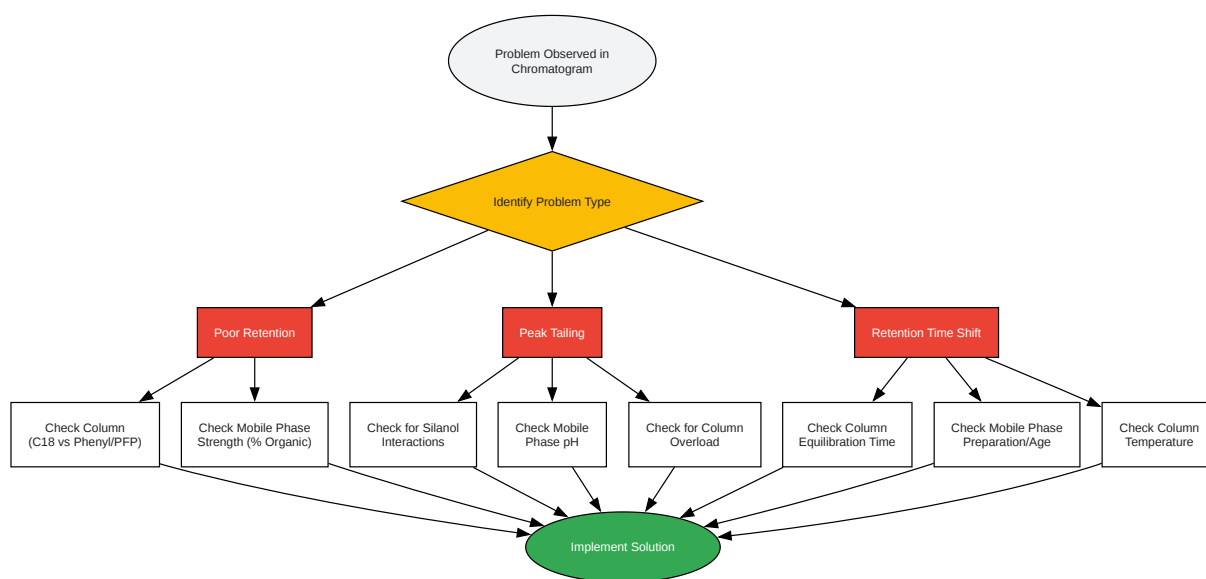 Problem Observed in
Chromatogram
Identify Problem Type
Poor Retention
Peak Tailing
Retention Time Shift
Check Column
(C18 vs Phenyl/PFP)
Check Mobile Phase
Strength (% Organic)
Check for Silanol
Interactions
Check Mobile
Phase pH
Check for Column
Overload
Check Column
Equilibration Time
Check Mobile Phase
Preparation/Age
Check Column
Temperature
Implement Solution